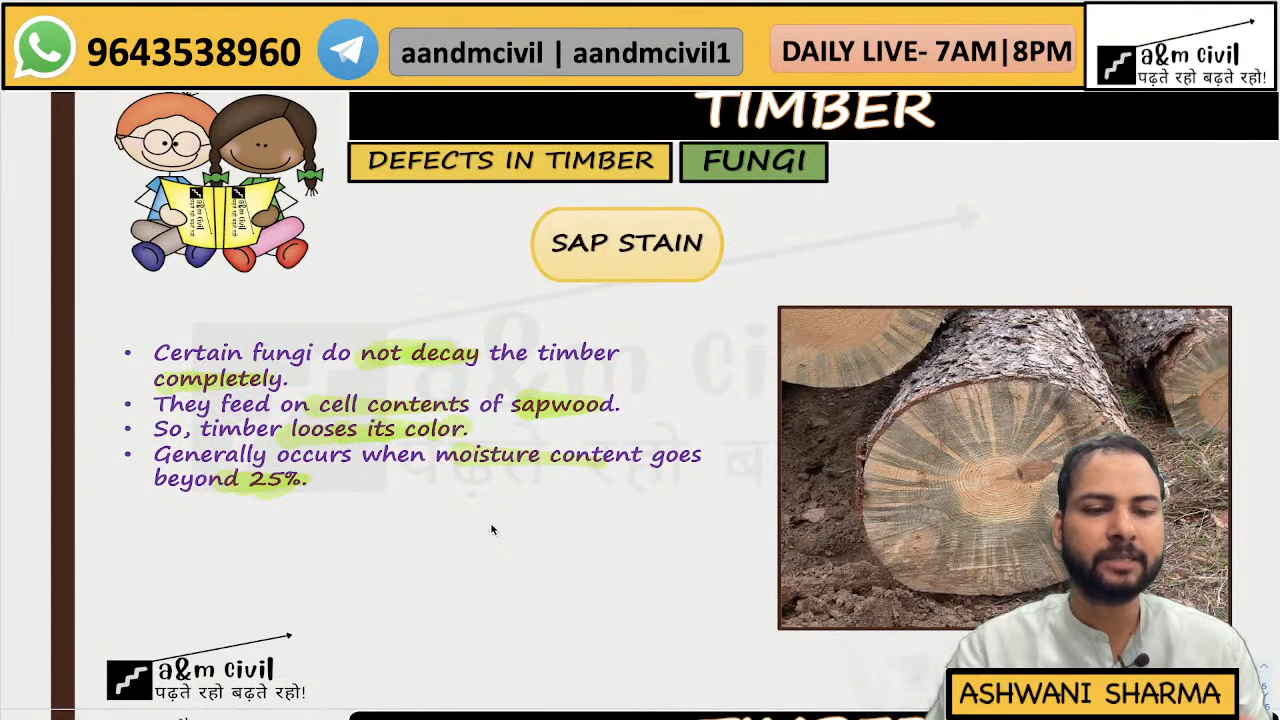 9643538960
aandmcivil | aandmcivil1
DAILY LIVE- 7AM|8PM
a&m civil
पढ़ते रहो बढ़ते रहो!
TIMBER
DEFECTS IN TIMBER
FUNGI
SAP STAIN
• Certain fungi do not decay the timber
completely.
• They feed on cell contents of sapwood.
• So, timber looses its color.
• Generally occurs when moisture content goes
beyond 25%.
a&m civil
पढ़ते रहो बढ़ते रहो!
ASHWANI SHARMA